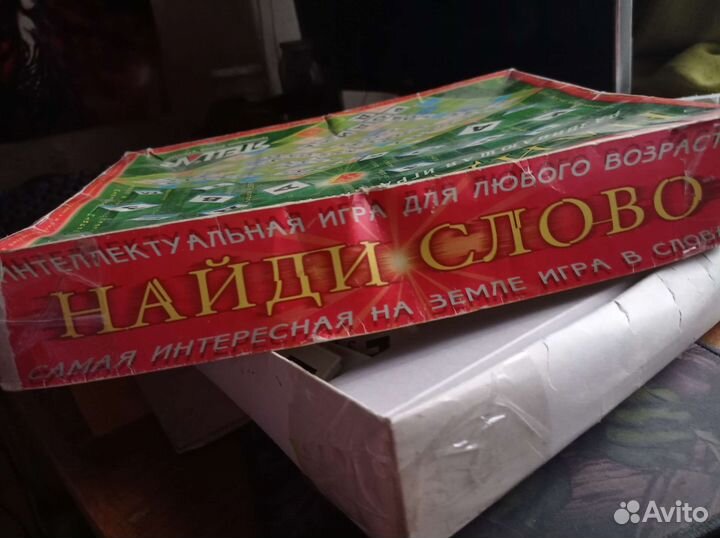 ИНТЕЛЛЕКТУАЛЬНАЯ ИГРА ДЛЯ ЛЮБОГО ВОЗРАСТ
НАЙДИ СЛОВО
САМАЯ ИНТЕРЕСНАЯ НА ЗЕМЛЕ ИГРА В СЛОВ
Avito